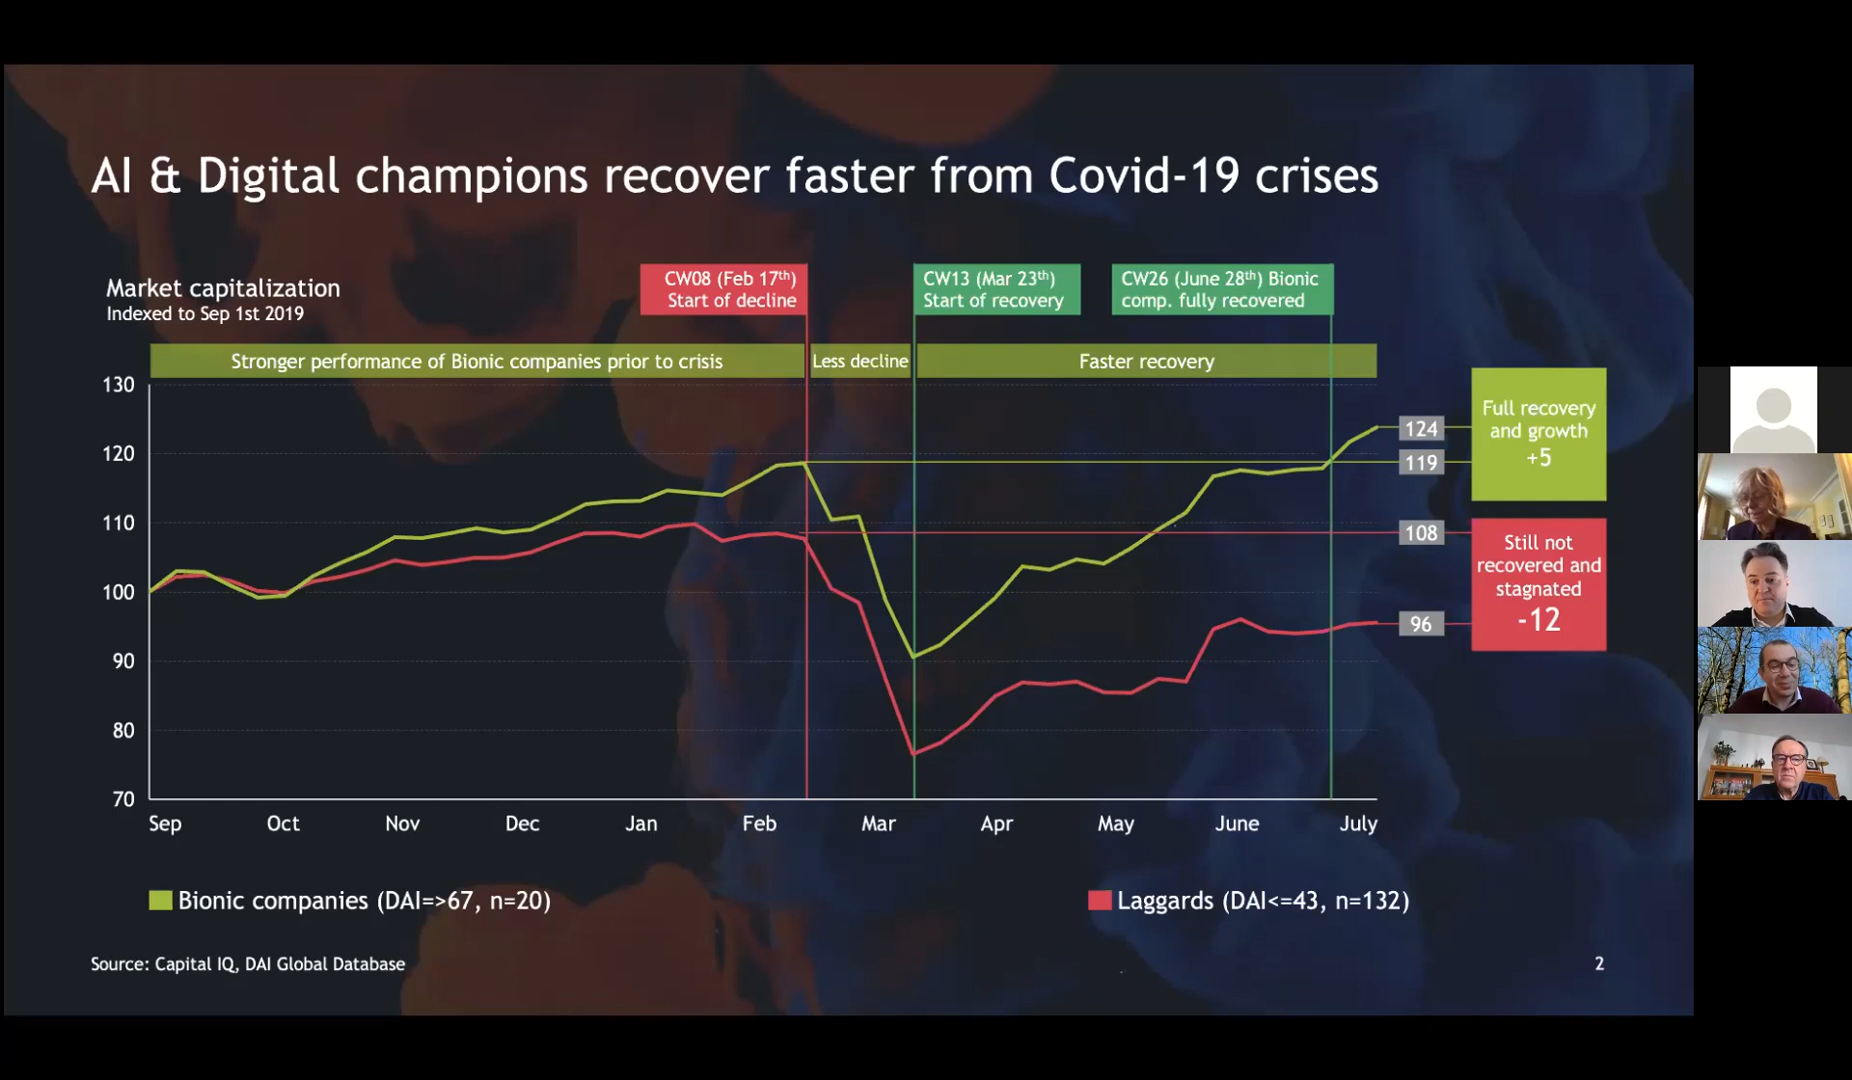 AI & Digital champions recover faster from Covid-19 crises
Market capitalization
Indexed to Sep 1st 2019
CW08 (Feb 17th)
Start of decline
CW13 (Mar 23th)
Start of recovery
CW26 (June 28th) Bionic
comp. fully recovered
Stronger performance of Bionic companies prior to crisis
Less decline
Faster recovery
130
120
110
100
90
80
70
Sep
Oct
Nov
Dec
Jan
Feb
Mar
Apr
May
June
July
124
119
108
96
Full recovery
and growth
+5
Still not
recovered and
stagnated
-12
Bionic companies (DAI=>67, n=20)
Laggards (DAI<=43, n=132)
Source: Capital IQ, DAI Global Database
2